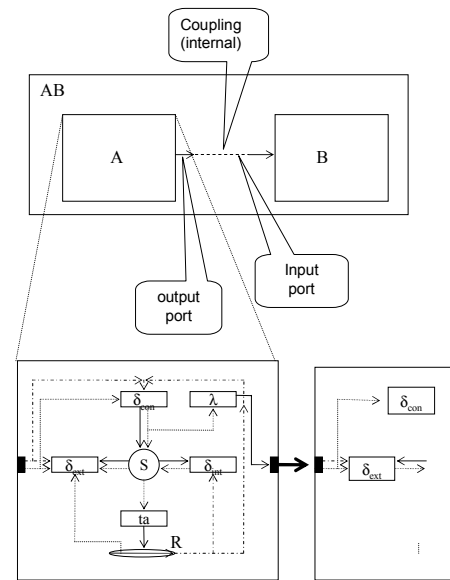 Coupling
(internal)
AB
A
B
output
port
Input
port
δcon
λ
δext
S
δint
ta
R
δcon
δext